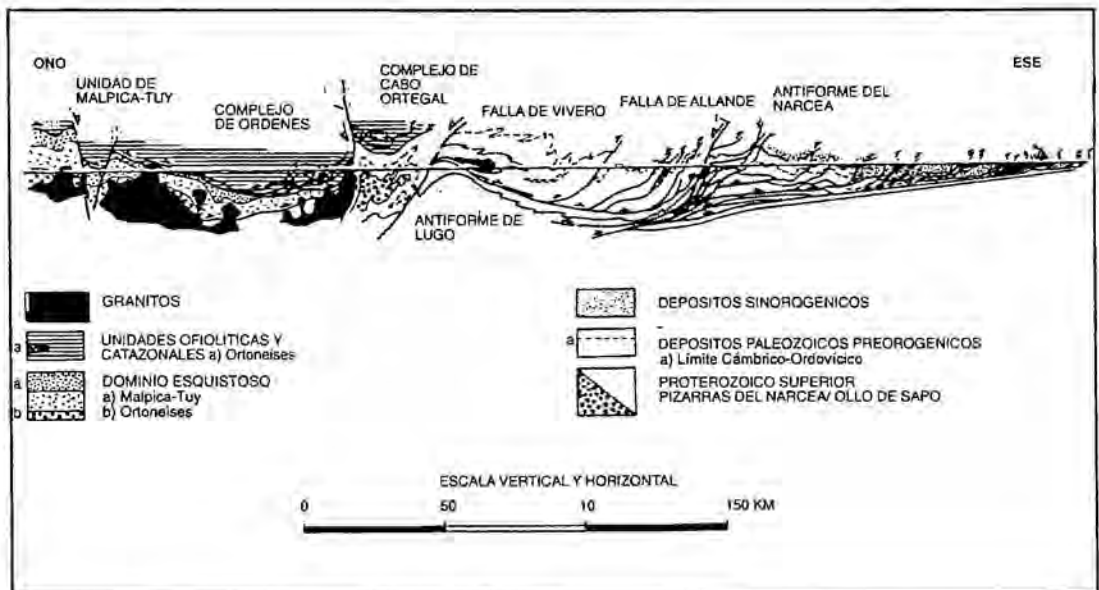 ONO
ESE
UNIDAD DE
MALPICA-TUY
COMPLEJO
DE ORDENES
COMPLEJO DE
CABO
ORTEGAL
FALLA DE VIVERO
FALLA DE ALLANDE
ANTIFORME DEL
NARCEA
ANTIFORME DE
LUGO
GRANITOS
a
UNIDADES OFIOLITICAS Y
CATAZONALES a) Ortoneises
a
DOMINIO ESQUISTOSO
a) Malpica-Tuy
b
b) Ortoneises
DEPOSITOS SINOROGENICOS
a
DEPOSITOS PALEOZOICOS PREOROGENICOS
a) Límite Cámbrico-Ordovícico
PROTEROZOICO SUPERIOR
PIZARRAS DEL NARCEA/ OLLO DE SAPO
ESCALA VERTICAL Y HORIZONTAL
0 50 10 150 KM